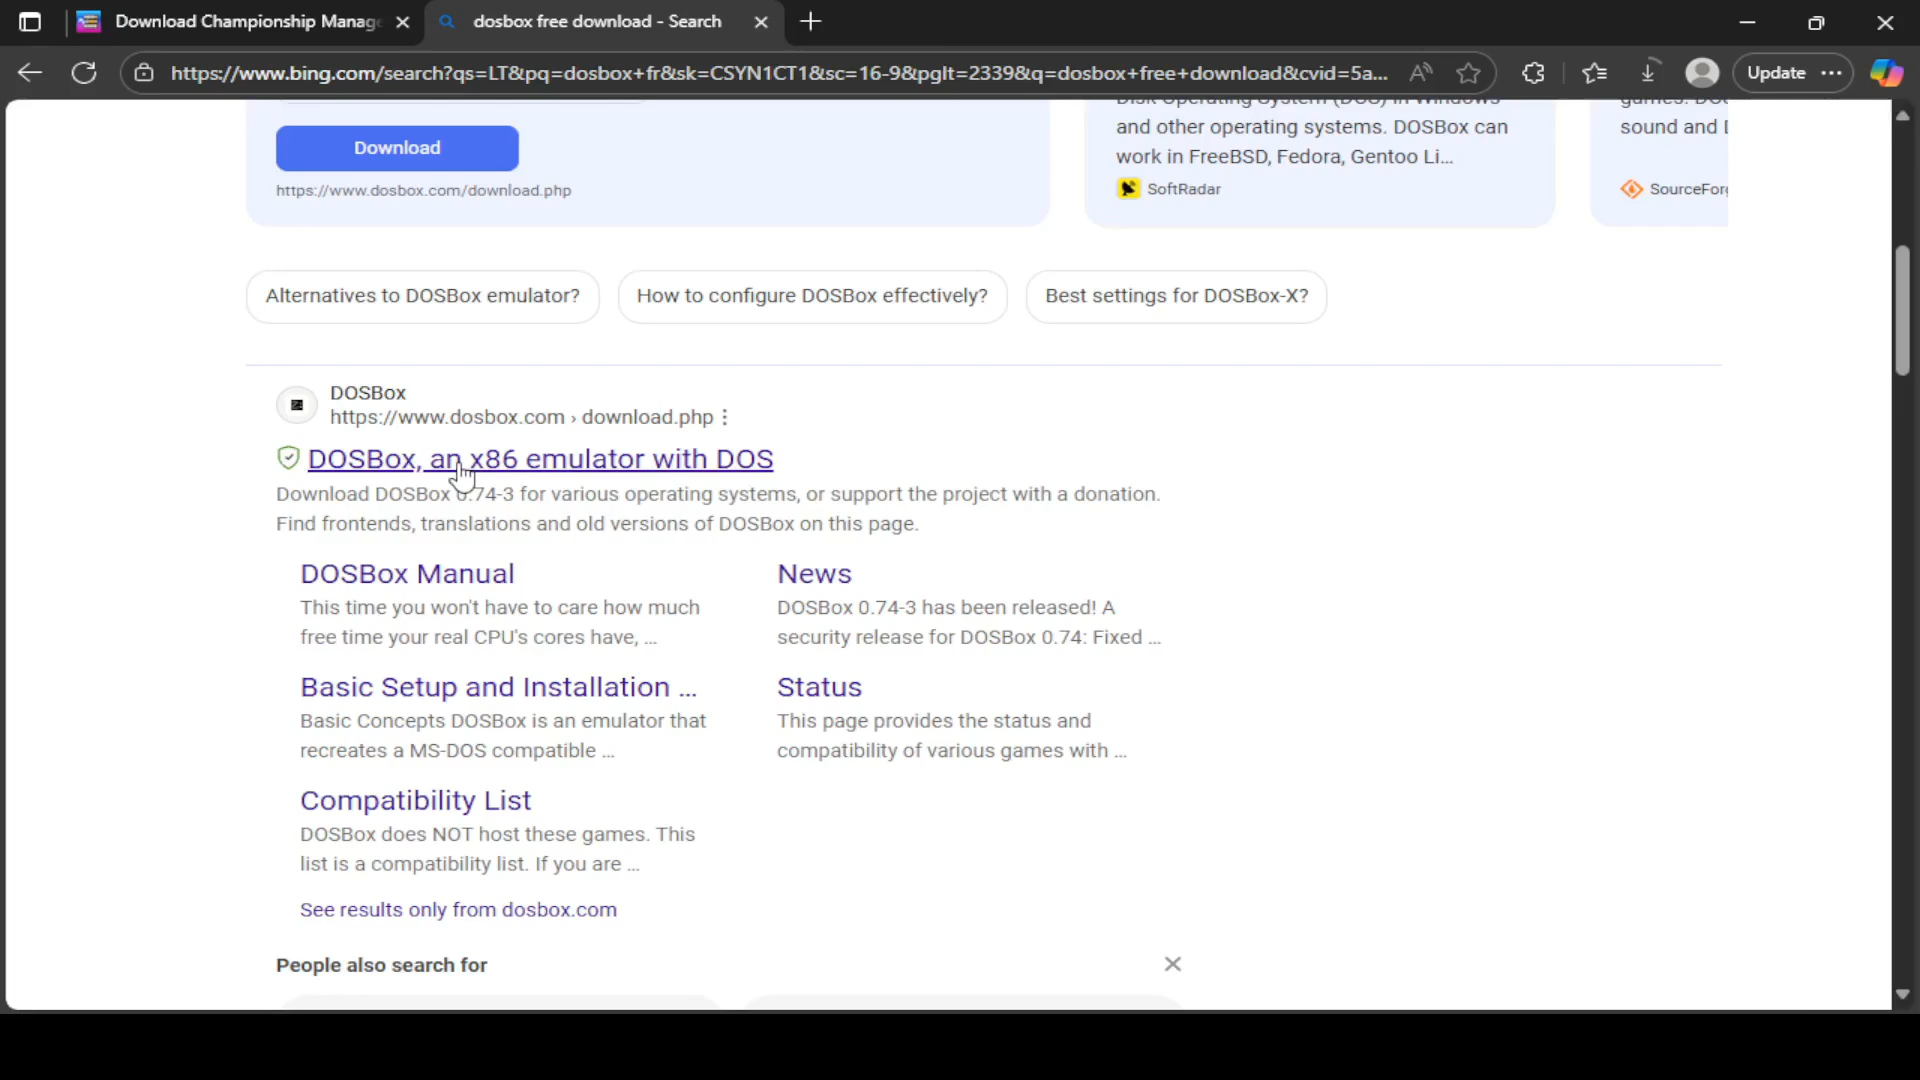 Download Championship Manag
dosbox free download - Search
https://www.bing.com/search?qs=LT&pq=dosbox+fr&sk=CSYN1CT1&sc=16-9&pglt=2339&q=dosbox+free+download&cvid=5a...
Update
Download
https://www.dosbox.com/download.php
Disk Operating System (DOS) in Windows
and other operating systems. DOSBox can
work in FreeBSD, Fedora, Gentoo Li...
SoftRadar
sound and
SourceForg
Alternatives to DOSBox emulator?
How to configure DOSBox effectively?
Best settings for DOSBox-X?
DOSBox
https://www.dosbox.com › download.php
DOSBox, an x86 emulator with DOS
Download DOSBox 0.74-3 for various operating systems, or support the project with a donation.
Find frontends, translations and old versions of DOSBox on this page.
DOSBox Manual
This time you won't have to care how much
free time your real CPU's cores have, ...
News
DOSBox 0.74-3 has been released! A
security release for DOSBox 0.74: Fixed ...
Basic Setup and Installation ...
Basic Concepts DOSBox is an emulator that
recreates a MS-DOS compatible ...
Status
This page provides the status and
compatibility of various games with ...
Compatibility List
DOSBox does NOT host these games. This
list is a compatibility list. If you are ...
See results only from dosbox.com
People also search for